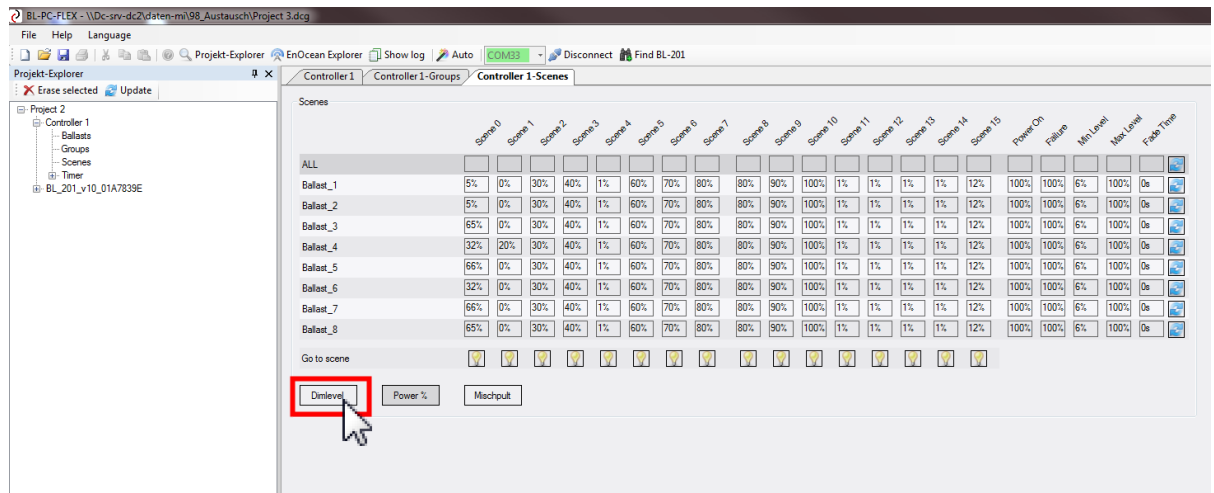 BL-PC-FLEX - \\Dc-srv-dc2\daten-mi\98_Austausch\Project 3.dcg
File Help Language
Projekt-Explorer EnOcean Explorer Show log Auto COM33 Disconnect Find BL-201
Projekt-Explorer
Erase selected Update
Project 2
Controller 1
Ballasts
Groups
Scenes
Timer
BL_201_v10_01A7839E
Controller 1 Controller 1-Groups Controller 1-Scenes
Scenes
Scene 0 Scene 1 Scene 2 Scene 3 Scene 4 Scene 5 Scene 6 Scene 7 Scene 8 Scene 9 Scene 10 Scene 11 Scene 12 Scene 13 Scene 14 Scene 15 Power On Failure Min Level Max Level Fade Time
ALL
Ballast_1 5% 0% 30% 40% 1% 60% 70% 80% 80% 90% 100% 1% 1% 1% 1% 12% 100% 100% 6% 100% 0s
Ballast_2 5% 0% 30% 40% 1% 60% 70% 80% 80% 90% 100% 1% 1% 1% 1% 12% 100% 100% 6% 100% 0s
Ballast_3 65% 0% 30% 40% 1% 60% 70% 80% 80% 90% 100% 1% 1% 1% 1% 12% 100% 100% 6% 100% 0s
Ballast_4 32% 20% 30% 40% 1% 60% 70% 80% 80% 90% 100% 1% 1% 1% 1% 12% 100% 100% 6% 100% 0s
Ballast_5 66% 0% 30% 40% 1% 60% 70% 80% 80% 90% 100% 1% 1% 1% 1% 12% 100% 100% 6% 100% 0s
Ballast_6 32% 0% 30% 40% 1% 60% 70% 80% 80% 90% 100% 1% 1% 1% 1% 12% 100% 100% 6% 100% 0s
Ballast_7 66% 0% 30% 40% 1% 60% 70% 80% 80% 90% 100% 1% 1% 1% 1% 12% 100% 100% 6% 100% 0s
Ballast_8 65% 0% 30% 40% 1% 60% 70% 80% 80% 90% 100% 1% 1% 1% 1% 12% 100% 100% 6% 100% 0s
Go to scene
Dimlevel Power % Mischpult